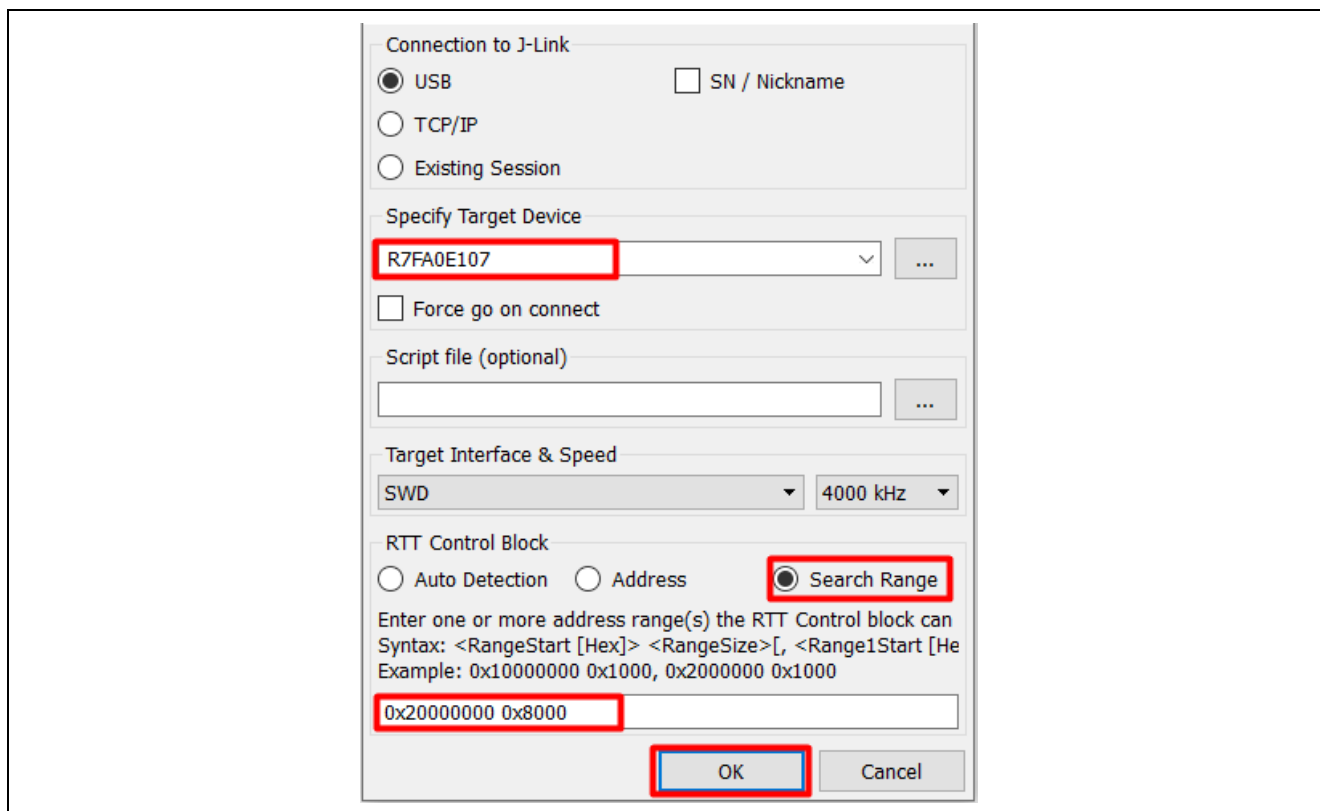 Connection to J-Link
USB SN / Nickname
TCP/IP
Existing Session
Specify Target Device
R7FA0E107 ...
Force go on connect
Script file (optional)
...
Target Interface & Speed
SWD 4000 kHz
RTT Control Block
Auto Detection Address Search Range
Enter one or more address range(s) the RTT Control block can
Syntax: <RangeStart [Hex]> <RangeSize>[, <Range1Start [He
Example: 0x10000000 0x1000, 0x2000000 0x1000
0x20000000 0x8000
OK Cancel